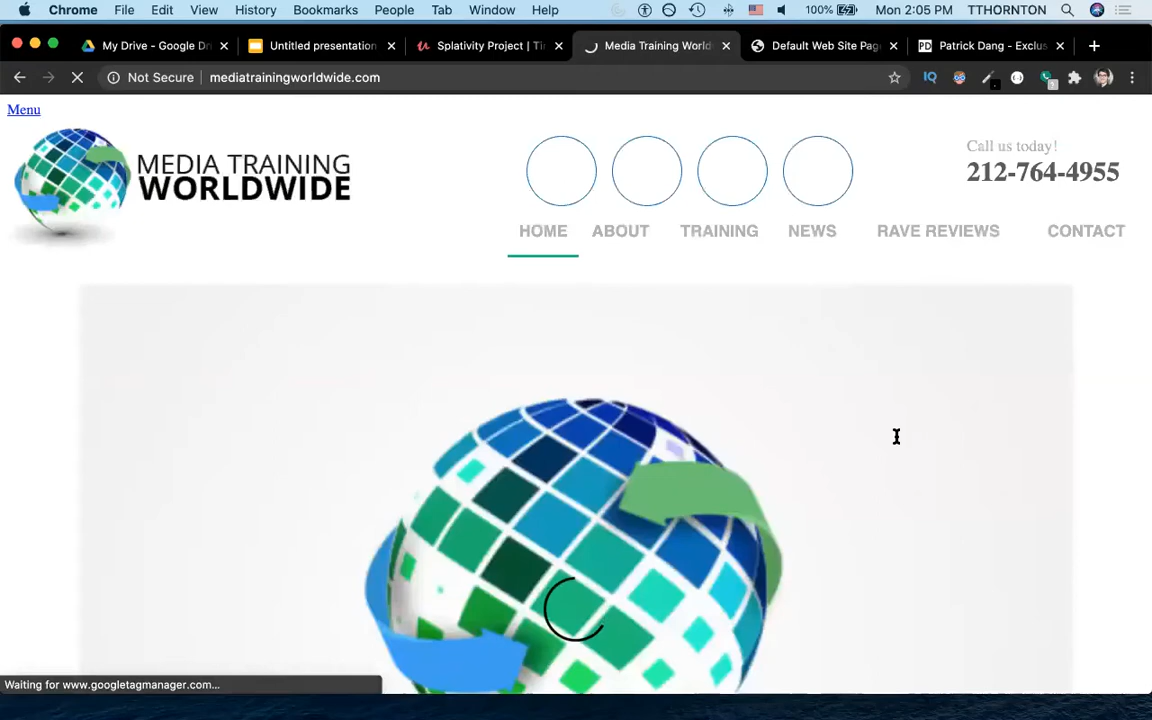 Chrome File Edit View History Bookmarks People Tab Window Help 100% Mon 2:05 PM TTHORNTON
My Drive - Google Dr Untitled presentation Splativity Project | Ti Media Training World Default Web Site Page Patrick Dang - Exclus
Not Secure mediatrainingworldwide.com IQ
Menu
MEDIA TRAINING
WORLDWIDE
Call us today!
212-764-4955
HOME ABOUT TRAINING NEWS RAVE REVIEWS CONTACT
Waiting for www.googletagmanager.com...